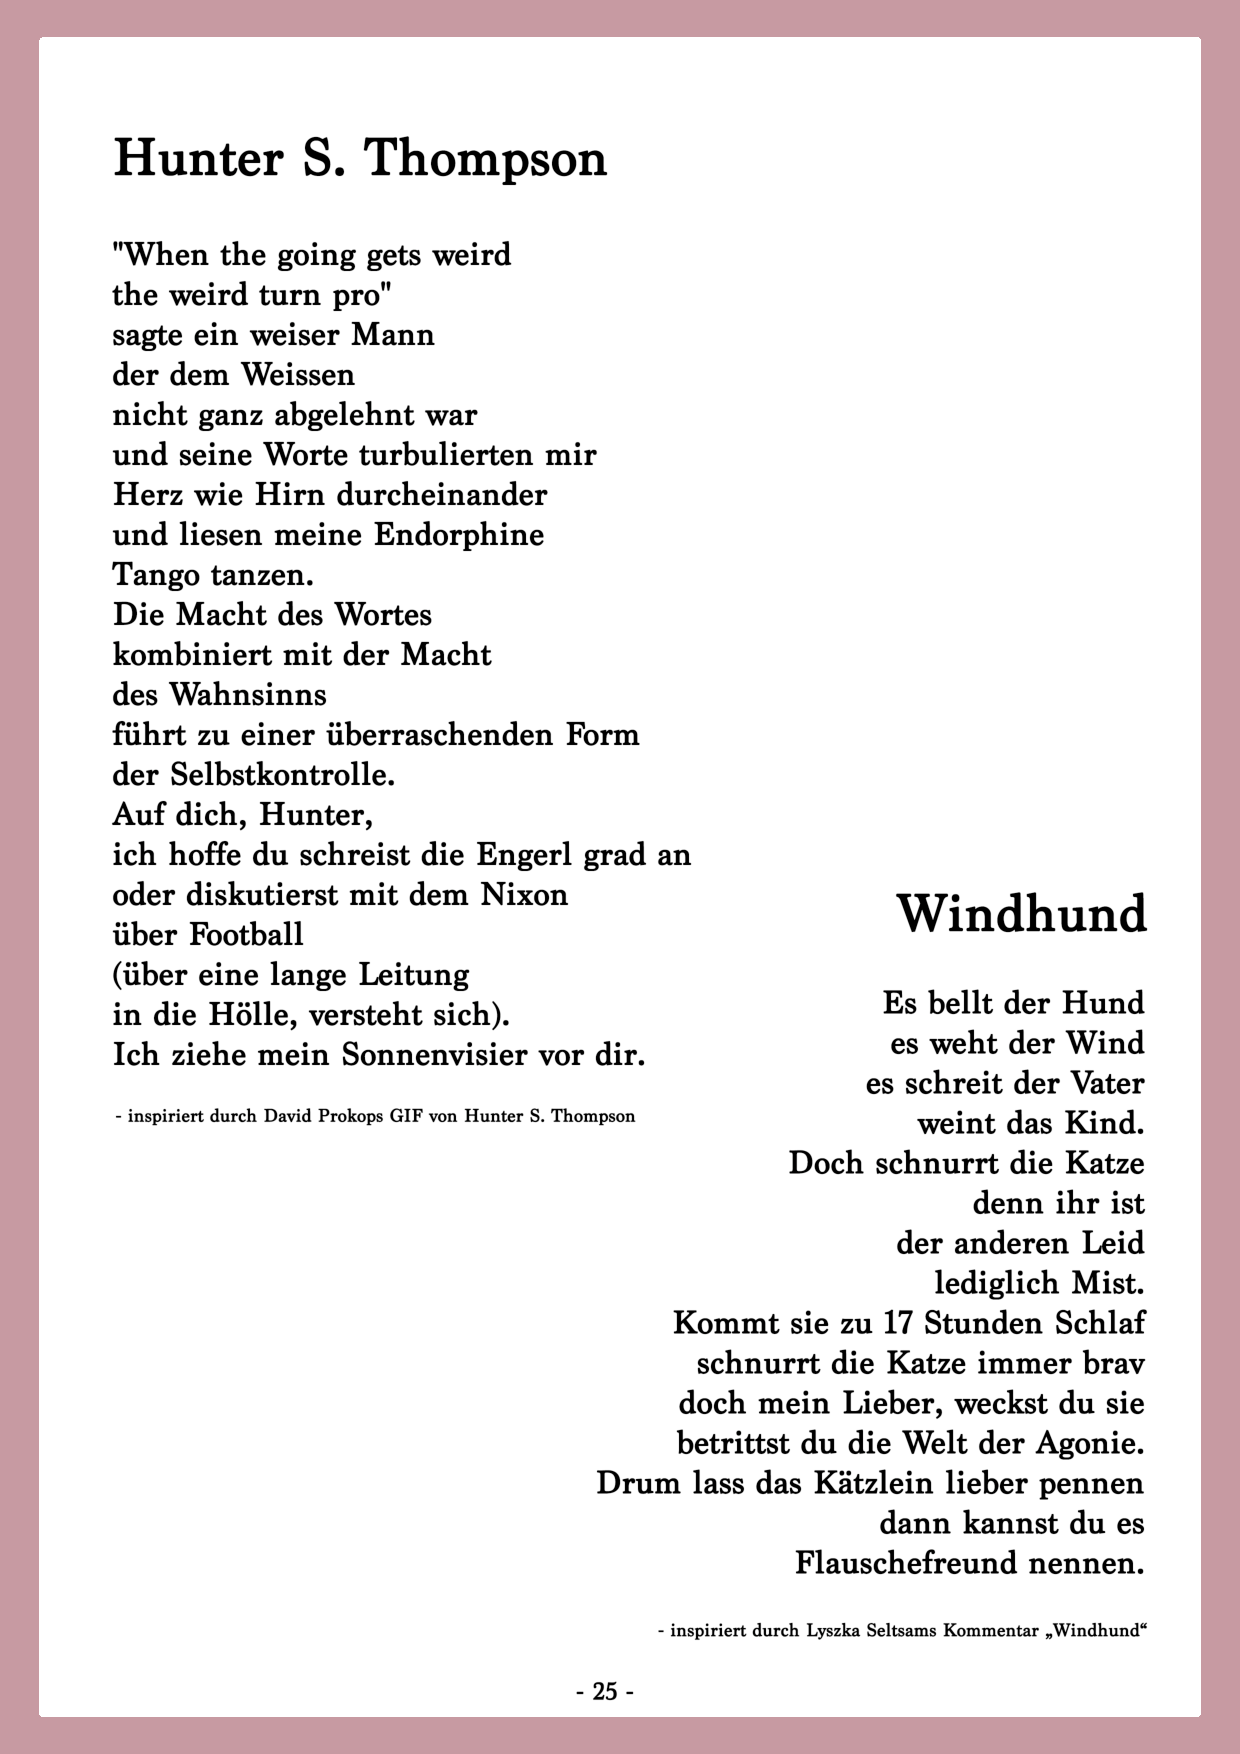 Hunter S. Thompson
"When the going gets weird
the weird turn pro"
sagte ein weiser Mann
der dem Weissen
nicht ganz abgelehnt war
und seine Worte turbulierten mir
Herz wie Hirn durcheinander
und liesen meine Endorphine
Tango tanzen.
Die Macht des Wortes
kombiniert mit der Macht
des Wahnsinns
führt zu einer überraschenden Form
der Selbstkontrolle.
Auf dich, Hunter,
ich hoffe du schreist die Engerl grad an
oder diskutierst mit dem Nixon
über Football
(über eine lange Leitung
in die Hölle, versteht sich).
Ich ziehe mein Sonnenvisier vor dir.
- inspiriert durch David Prokops GIF von Hunter S. Thompson
Windhund
Es bellt der Hund
es weht der Wind
es schreit der Vater
weint das Kind.
Doch schnurrt die Katze
denn ihr ist
der anderen Leid
lediglich Mist.
Kommt sie zu 17 Stunden Schlaf
schnurrt die Katze immer brav
doch mein Lieber, weckst du sie
betrittst du die Welt der Agonie.
Drum lass das Kätzlein lieber pennen
dann kannst du es
Flauschefreund nennen.
- inspiriert durch Lyszka Seltsams Kommentar „Windhund“
- 25 -